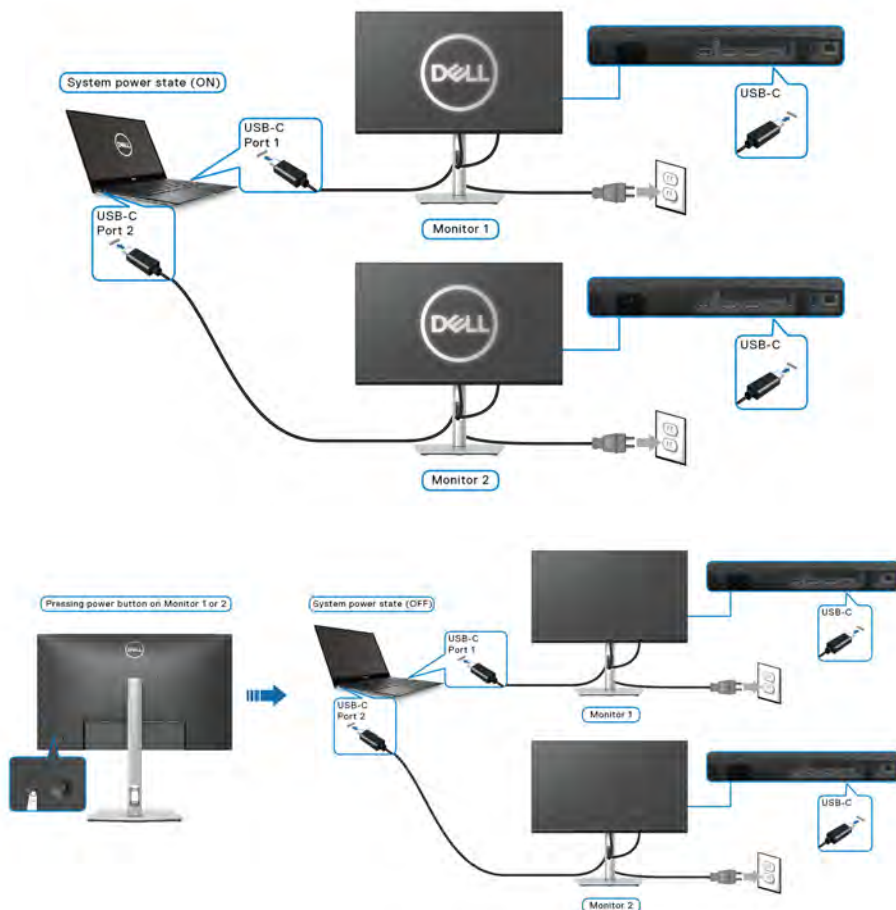 System power state (ON)
DELL
USB-C
Port 1
USB-C
DELL
USB-C
Port 2
Monitor 1
DELL
USB-C
Monitor 2
Pressing power button on Monitor 1 or 2
System power state (OFF)
DELL
USB-C
Port 1
USB-C
USB-C
Port 2
Monitor 1
USB-C
Monitor 2